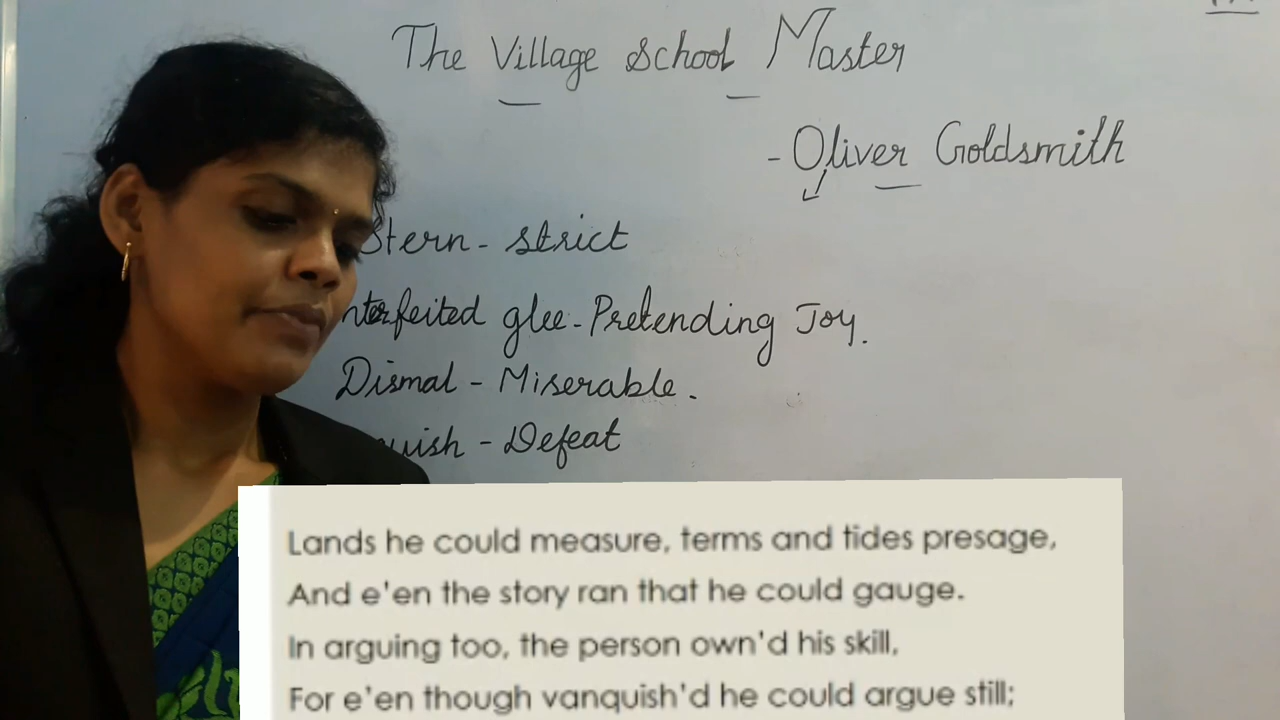 The Village School Master
- Oliver Goldsmith
Stern - strict
glee - Pretending Joy.
Dismal - Miserable.
- Defeat
Lands he could measure, terms and tides presage,
And e'en the story ran that he could gauge.
In arguing too, the person own'd his skill,
For e'en though vanquish'd he could argue still;